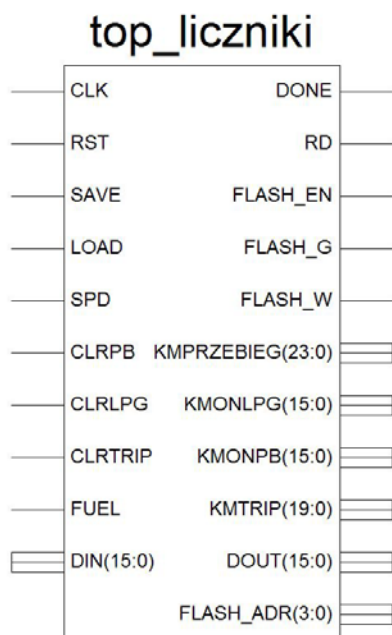 top_liczniki
CLK DONE
RST RD
SAVE FLASH_EN
LOAD FLASH_G
SPD FLASH_W
CLRPB KMPRZEBIEG(23:0)
CLRLPG KMONLPG(15:0)
CLRTRIP KMONPB(15:0)
FUEL KMTRIP(19:0)
DIN(15:0) DOUT(15:0)
FLASH_ADR(3:0)